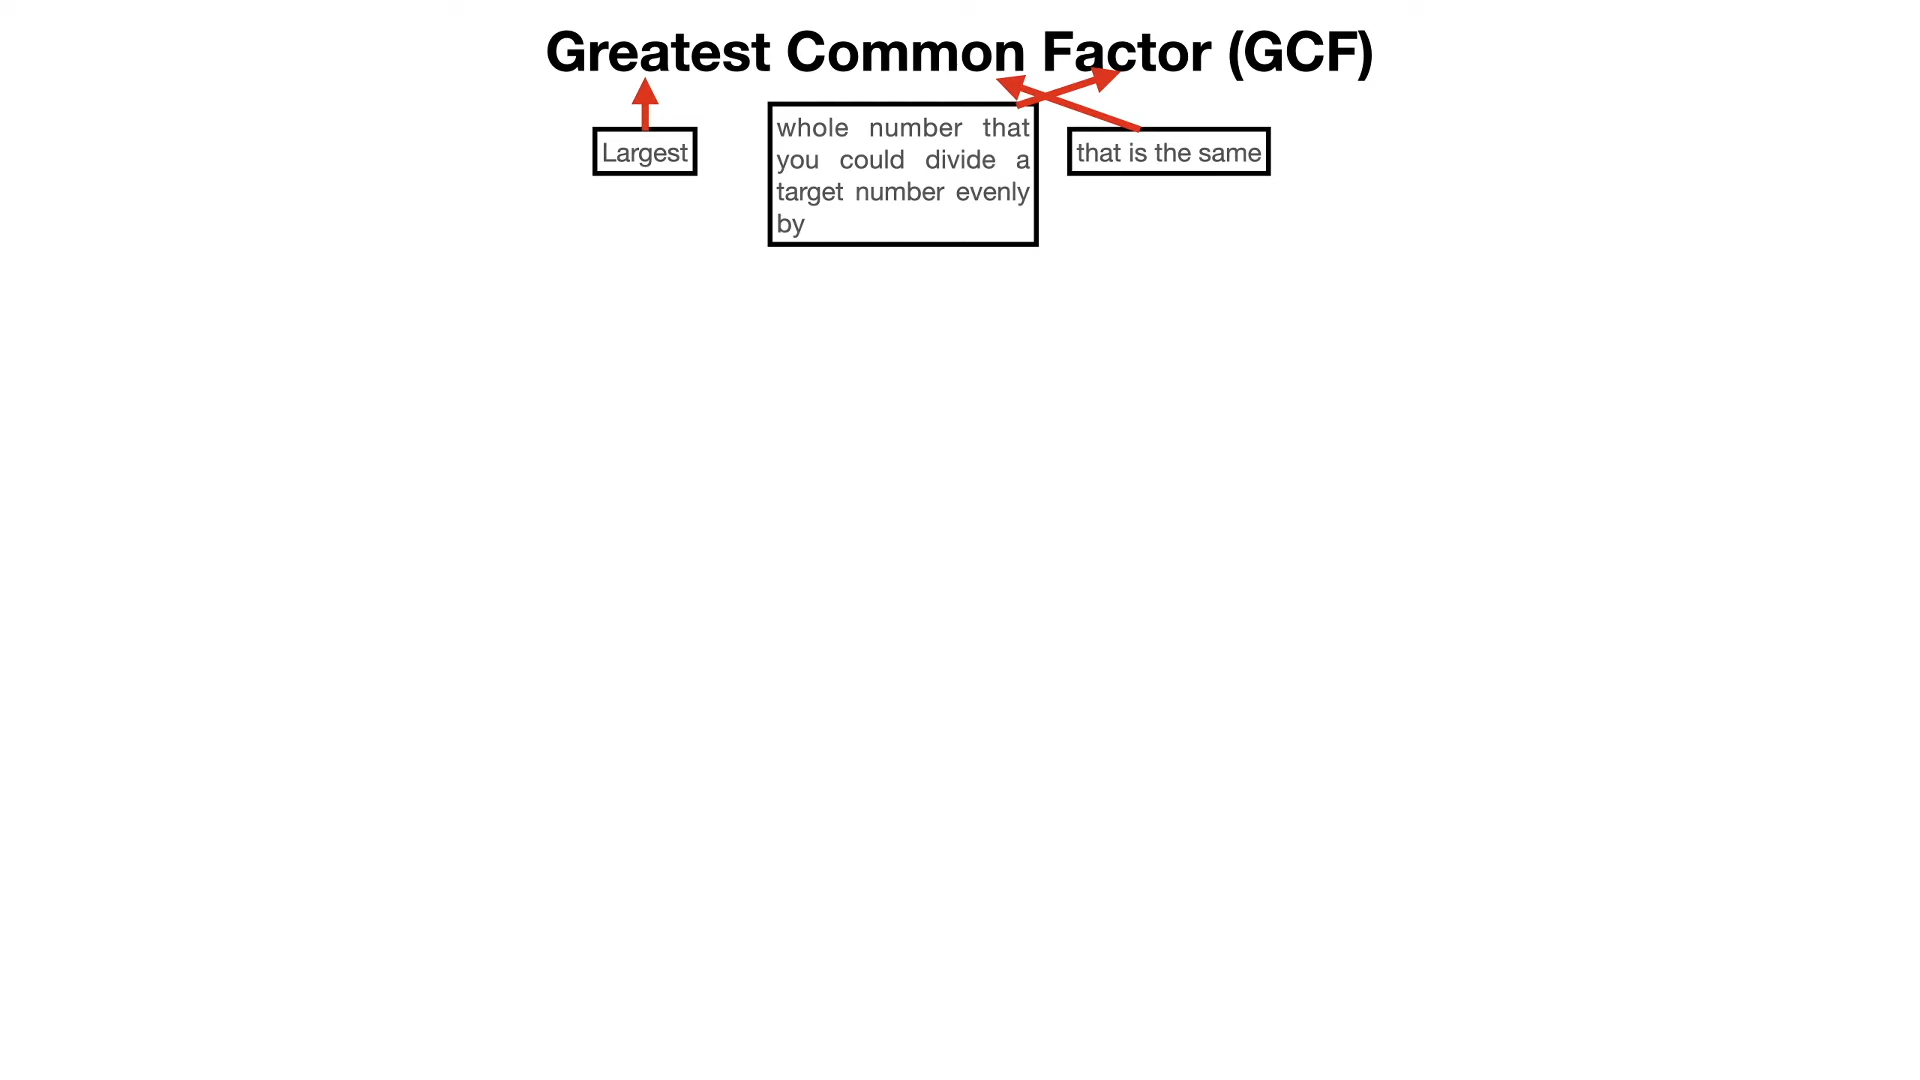 Greatest Common Factor (GCF)
Largest
whole number that
you could divide a
target number evenly
by
that is the same